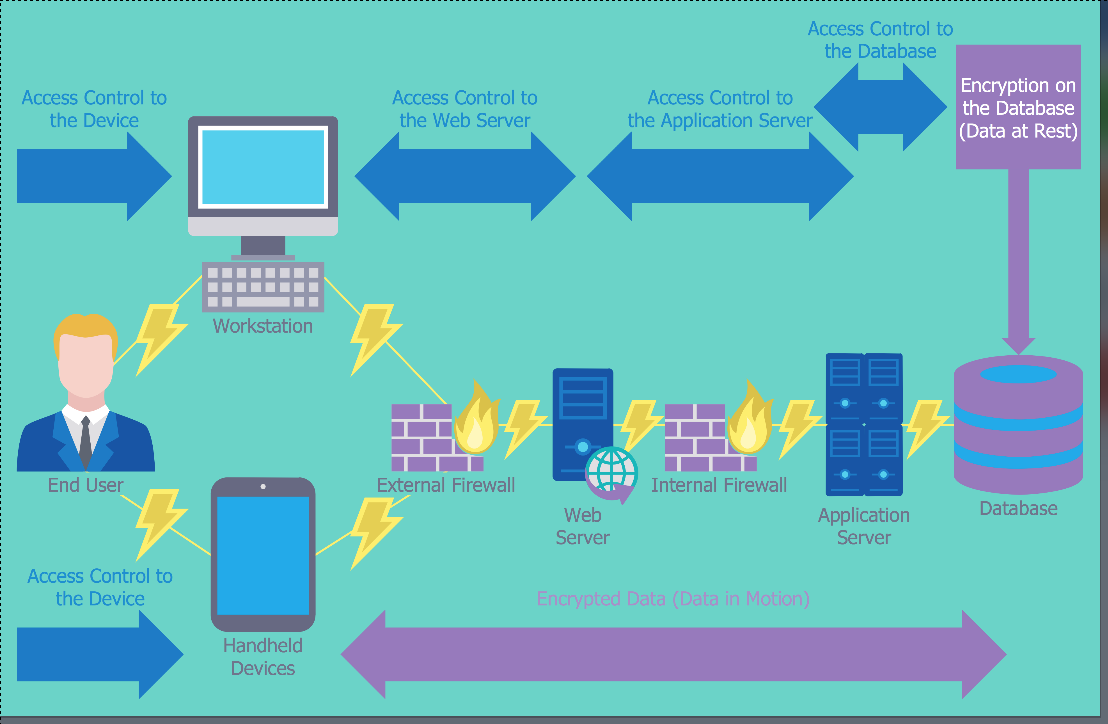 Access Control to
the Database
Access Control to
the Device
Access Control to
the Web Server
Access Control to
the Application Server
Encryption on
the Database
(Data at Rest)
Workstation
End User
External Firewall
Internal Firewall
Web
Server
Application
Server
Database
Access Control to
the Device
Encrypted Data (Data in Motion)
Handheld
Devices